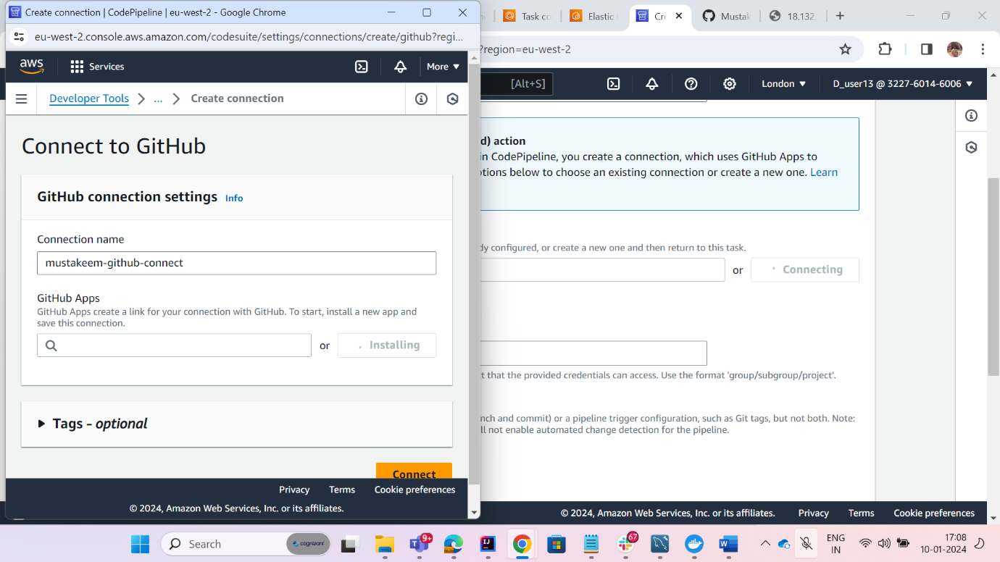 Create connection | CodePipeline | eu-west-2 - Google Chrome
eu-west-2.console.aws.amazon.com/codesuite/settings/connections/create/github?regi...
aws
Services
More
Developer Tools
...
Create connection
Connect to GitHub
GitHub connection settings Info
Connection name
mustakeem-github-connect
GitHub Apps
GitHub Apps create a link for your connection with GitHub. To start, install a new app and
save this connection.
or
Installing
Tags - optional
Connect
Privacy Terms Cookie preferences
© 2024, Amazon Web Services, Inc. or its affiliates.
Task co
Elastic
Cr
Mustak
18.132.
?region=eu-west-2
[Alt+S]
London
D_user13 @ 3227-6014-6006
d) action
in CodePipeline, you create a connection, which uses GitHub Apps to
tions below to choose an existing connection or create a new one. Learn
dy configured, or create a new one and then return to this task.
or
Connecting
t that the provided credentials can access. Use the format 'group/subgroup/project'.
nch and commit) or a pipeline trigger configuration, such as Git tags, but not both. Note:
ll not enable automated change detection for the pipeline.
© 2024, Amazon Web Services, Inc. or its affiliates.
Privacy Terms Cookie preferences
Search
cognizant
9+
67
ENG
IN
17:08
10-01-2024